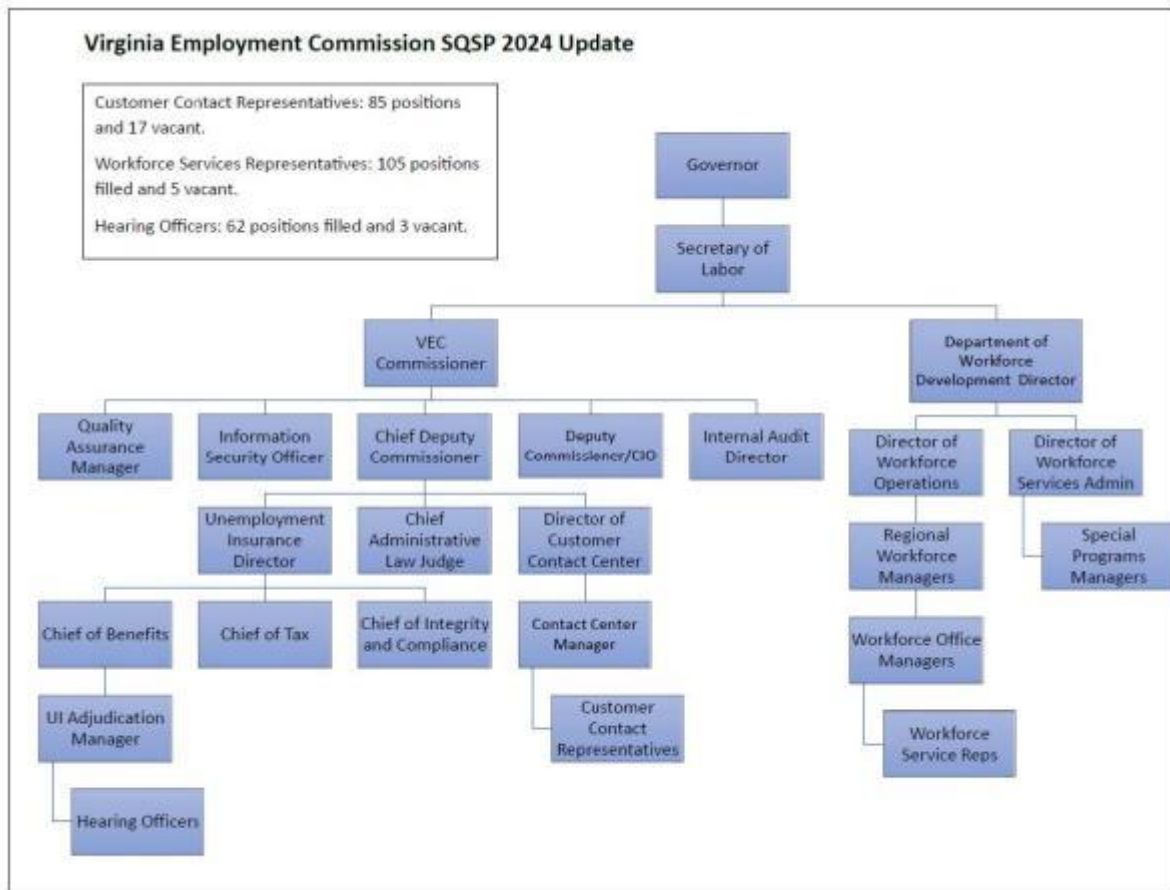 Virginia Employment Commission SQSP 2024 Update
Customer Contact Representatives: 85 positions
and 17 vacant.
Workforce Services Representatives: 105 positions
filled and 5 vacant.
Hearing Officers: 62 positions filled and 3 vacant.
Governor
Secretary of
Labor
VEC
Commissioner
Department of
Workforce
Development Director
Quality
Assurance
Manager
Information
Security Officer
Chief Deputy
Commissioner
Deputy
Commissioner/CIO
Internal Audit
Director
Director of
Workforce
Operations
Director of
Workforce
Services Admin
Unemployment
Insurance
Director
Chief
Administrative
Law Judge
Director of
Customer
Contact Center
Regional
Workforce
Managers
Special
Programs
Managers
Chief of Benefits
Chief of Tax
Chief of Integrity
and Compliance
Contact Center
Manager
Workforce Office
Managers
UI Adjudication
Manager
Customer
Contact
Representatives
Workforce
Service Reps
Hearing Officers